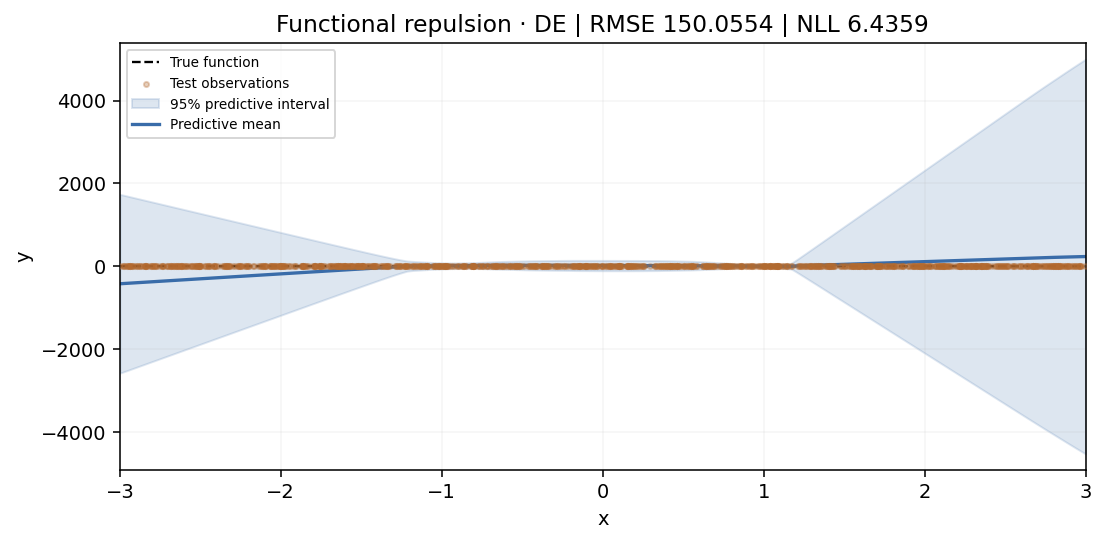 Functional repulsion · DE | RMSE 150.0554 | NLL 6.4359
True function
Test observations
95% predictive interval
Predictive mean
y
4000
2000
0
−2000
−4000
−3
−2
−1
0
1
2
3
x